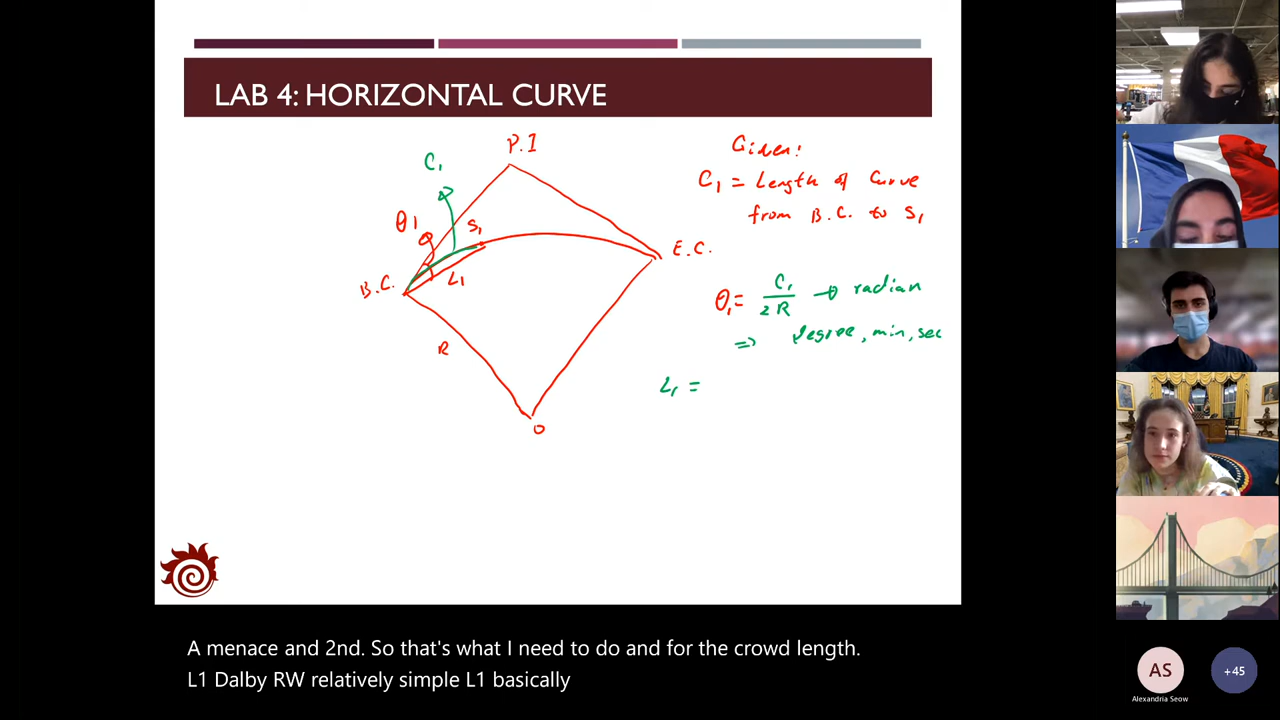 LAB 4: HORIZONTAL CURVE
P.I
C1
θ1
S1
B.C.
L1
E.C.
R
O
Given:
C1 = Length of Curve
from B.C. to S1
θ1 = C1/2R → radian
⇒ degree, min, sec
L1 =
A menace and 2nd. So that's what I need to do and for the crowd length.
L1 Dalby RW relatively simple L1 basically
AS
Alexandria Seow
+45